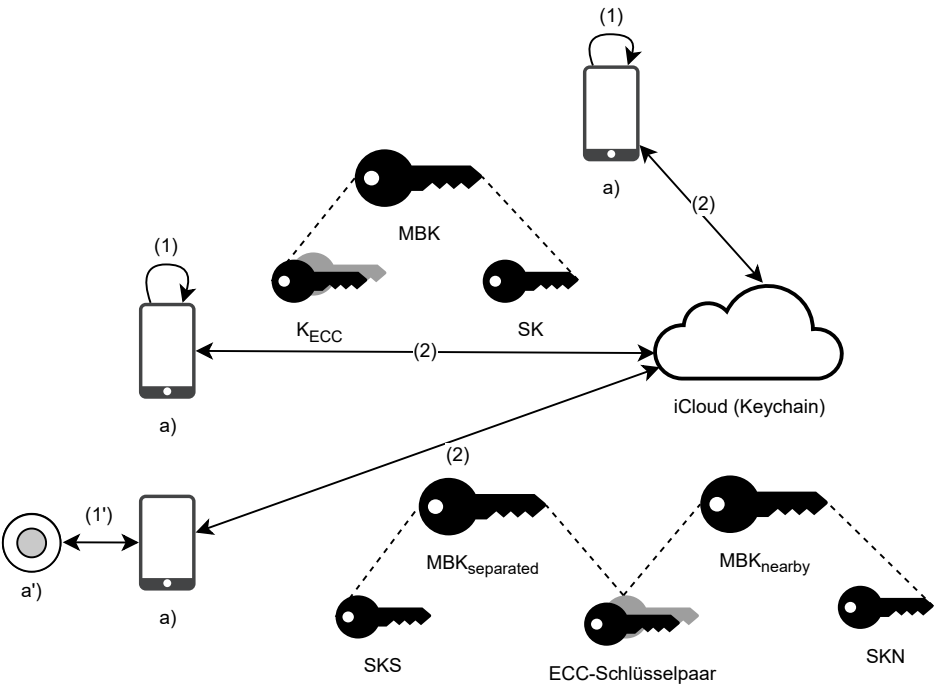 (1)
a)
(2)
MBK
(1)
K_ECC
SK
(2)
iCloud (Keychain)
a)
(2)
(1')
a')
a)
MBK_separated
MBK_nearby
SKS
ECC-Schlüsselpaar
SKN